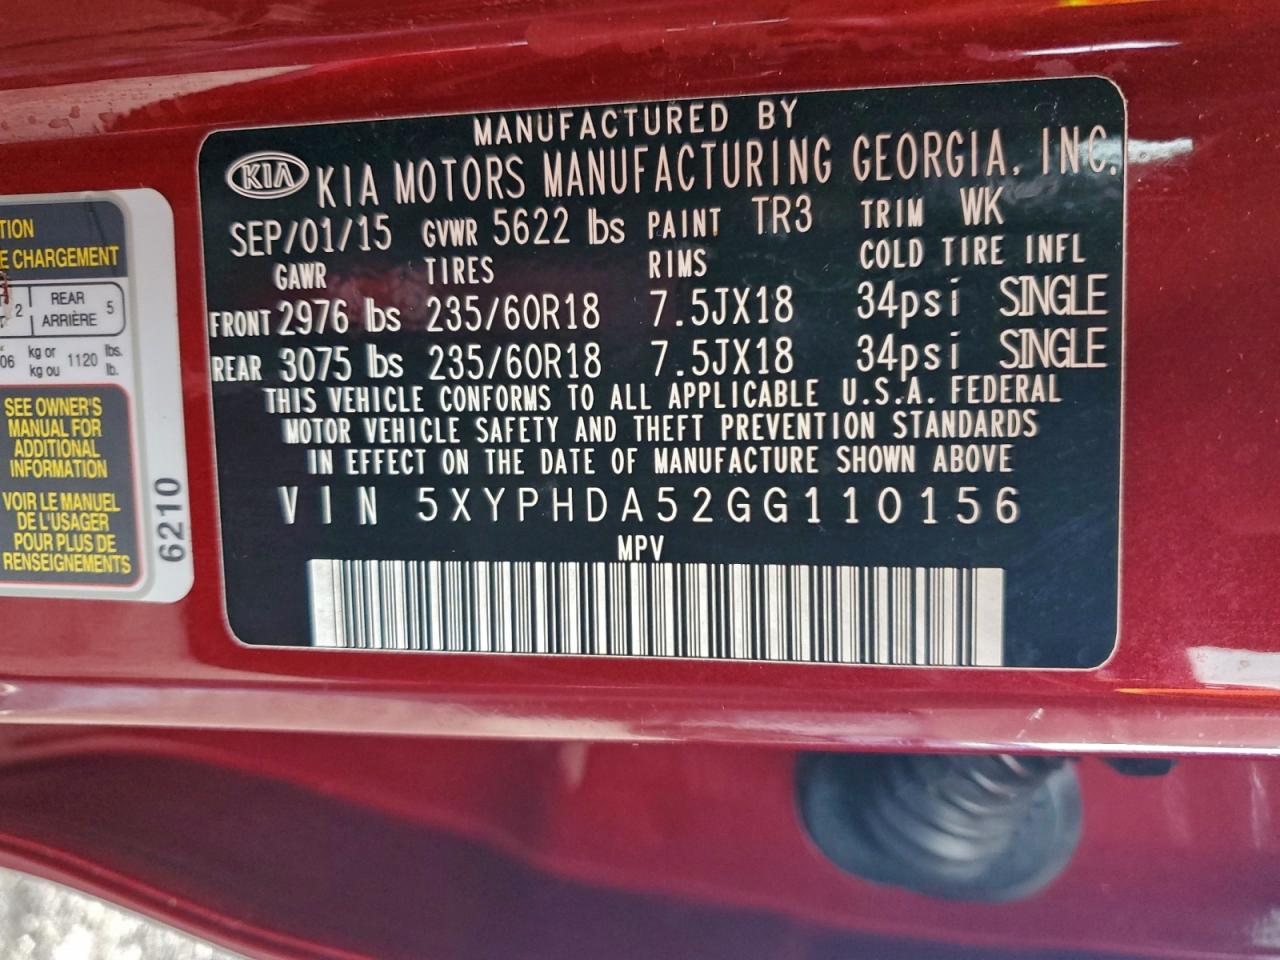 MANUFACTURED BY
KIA KIA MOTORS MANUFACTURING GEORGIA, INC.
SEP/01/15 GVWR 5622 lbs PAINT TR3 TRIM WK
GAWR TIRES RIMS COLD TIRE INFL
FRONT 2976 lbs 235/60R18 7.5JX18 34psi SINGLE
REAR 3075 lbs 235/60R18 7.5JX18 34psi SINGLE
THIS VEHICLE CONFORMS TO ALL APPLICABLE U.S.A. FEDERAL
MOTOR VEHICLE SAFETY AND THEFT PREVENTION STANDARDS
IN EFFECT ON THE DATE OF MANUFACTURE SHOWN ABOVE
VIN 5XYPHDA52GG110156
MPV
CHARGEMENT
2 REAR
ARRIÈRE 5
06 kg or 1120 lbs.
kg ou lb.
SEE OWNER'S
MANUAL FOR
ADDITIONAL
INFORMATION
VOIR LE MANUEL
DE L'USAGER
POUR PLUS DE
RENSEIGNEMENTS
6210